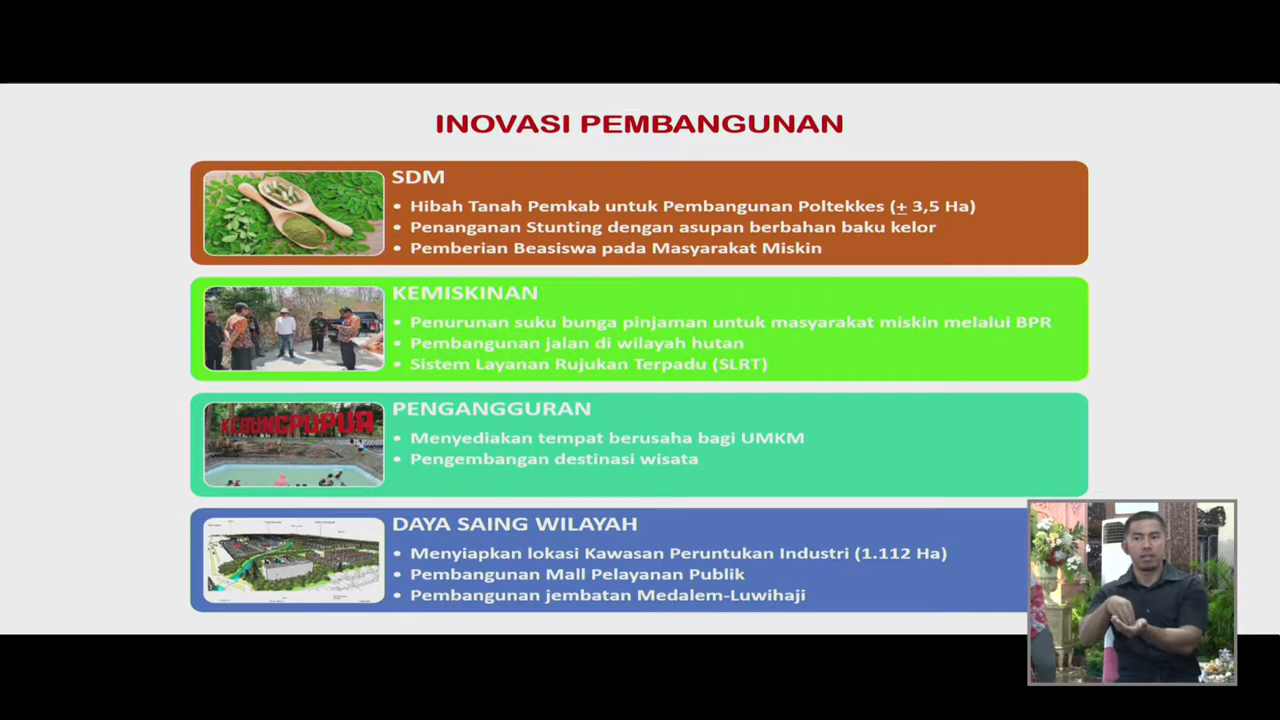 INOVASI PEMBANGUNAN
SDM
• Hibah Tanah Pemkab untuk Pembangunan Poltekkes (± 3,5 Ha)
• Penanganan Stunting dengan asupan berbahan baku kelor
• Pemberian Beasiswa pada Masyarakat Miskin
KEMISKINAN
• Penurunan suku bunga pinjaman untuk masyarakat miskin melalui BPR
• Pembangunan jalan di wilayah hutan
• Sistem Layanan Rujukan Terpadu (SLRT)
KEDUNGPUPUR
PENGANGGURAN
• Menyediakan tempat berusaha bagi UMKM
• Pengembangan destinasi wisata
DAYA SAING WILAYAH
• Menyiapkan lokasi Kawasan Peruntukan Industri (1.112 Ha)
• Pembangunan Mall Pelayanan Publik
• Pembangunan jembatan Medalem-Luwihaji